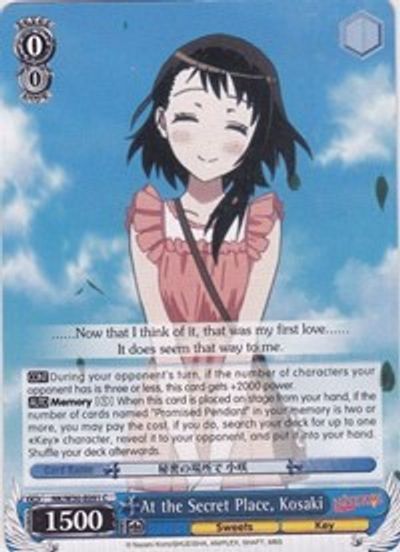 0
0
......Now that I think of it, that was my first love......
It does seem that way to me.
CONT During your opponent's turn, if the number of characters your
opponent has is three or less, this card gets +2000 power.
AUTO Memory [(1)] When this card is placed on stage from your hand, if the
number of cards named "Promised Pendant" in your memory is two or
more, you may pay the cost. If you do, search your deck for up to one
«Key» character, reveal it to your opponent, and put it into your hand.
Shuffle your deck afterwards.
Card Name 秘密の場所で 小咲
1500
At the Secret Place, Kosaki
Sweets Key